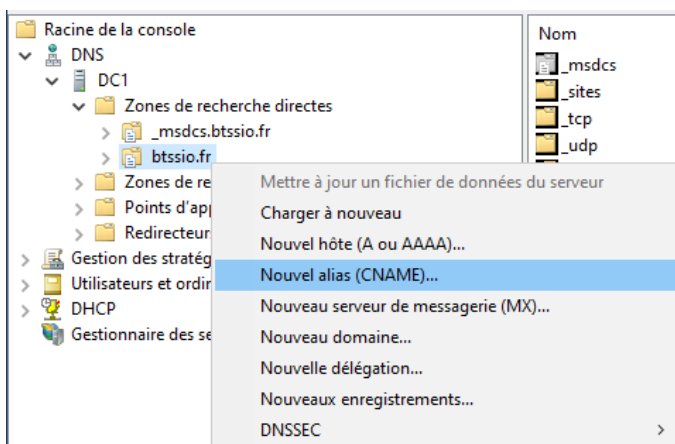 Racine de la console
DNS
DC1
Zones de recherche directes
_msdcs.btssio.fr
btssio.fr
Zones de re
Points d'ap
Redirecteur
Gestion des stratég
Utilisateurs et ordir
DHCP
Gestionnaire des se
Nom
_msdcs
_sites
_tcp
_udp
Mettre à jour un fichier de données du serveur
Charger à nouveau
Nouvel hôte (A ou AAAA)...
Nouvel alias (CNAME)...
Nouveau serveur de messagerie (MX)...
Nouveau domaine...
Nouvelle délégation...
Nouveaux enregistrements...
DNSSEC